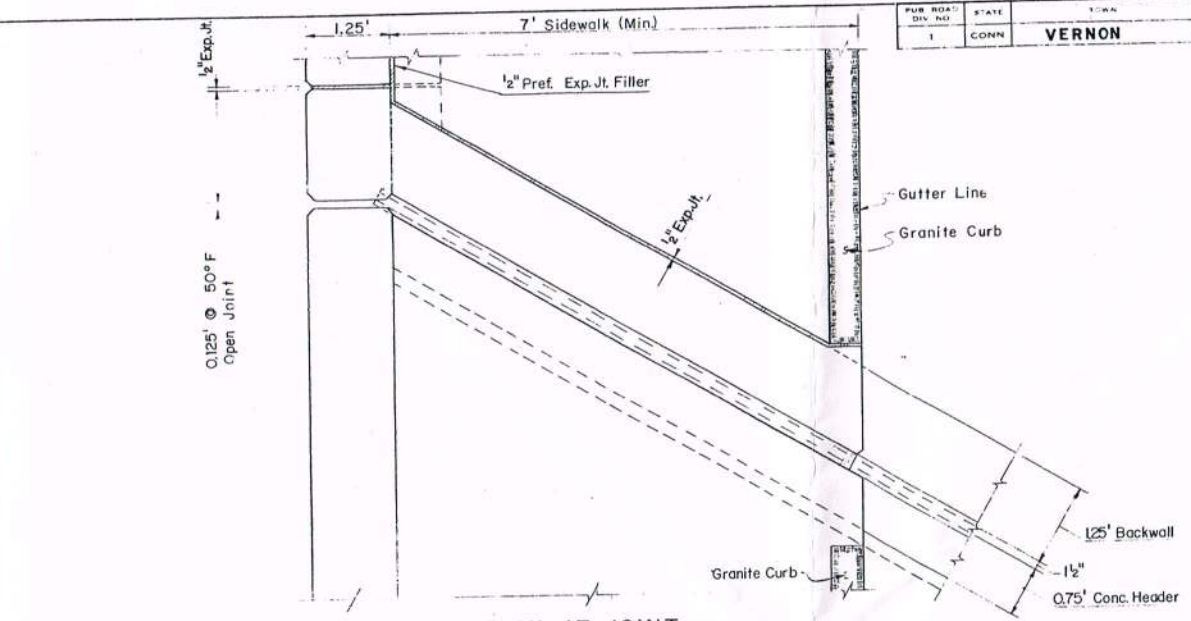 PUB ROAD
DIV NO
STATE
TOWN
1
CONN
VERNON
1.25'
7' Sidewalk (Min.)
1/2" Exp. Jt.
1/2" Pref. Exp. Jt. Filler
1/2" Exp. Jt.
Gutter Line
Granite Curb
0.125' @ 50° F
Open Joint
1.25' Backwall
1 1/2"
0.75' Conc. Header
Granite Curb